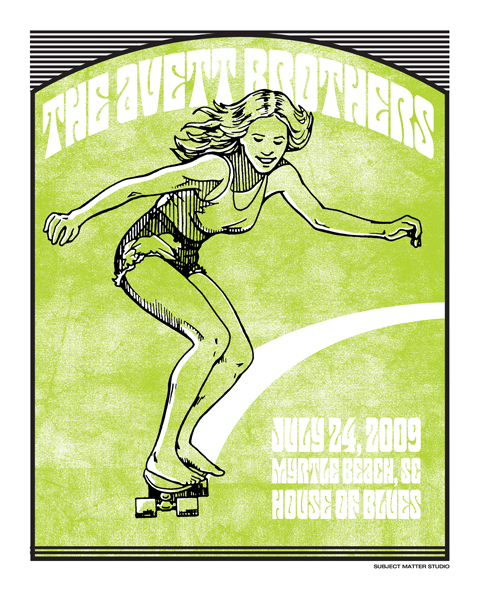 THE AVETT BROTHERS
JULY 24, 2009
MYRTLE BEACH, SC
HOUSE OF BLUES
SUBJECT MATTER STUDIO